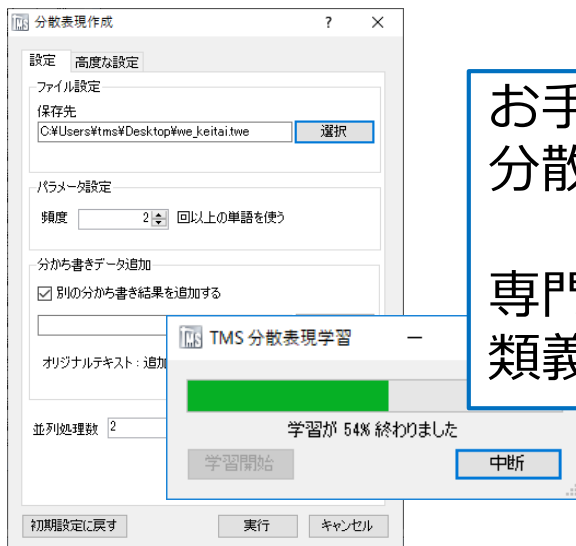 分散表現作成
設定 高度な設定
ファイル設定
保存先
C:¥Users¥tms¥Desktop¥we_keitai.twe 選択
パラメータ設定
頻度 2 回以上の単語を使う
分かち書きデータ追加
別の分かち書き結果を追加する
オリジナルテキスト:追加
並列処理数 2
初期設定に戻す 実行 キャンセル
TMS 分散表現学習
学習が 54% 終わりました
学習開始 中断
お手
分散
専門
類義